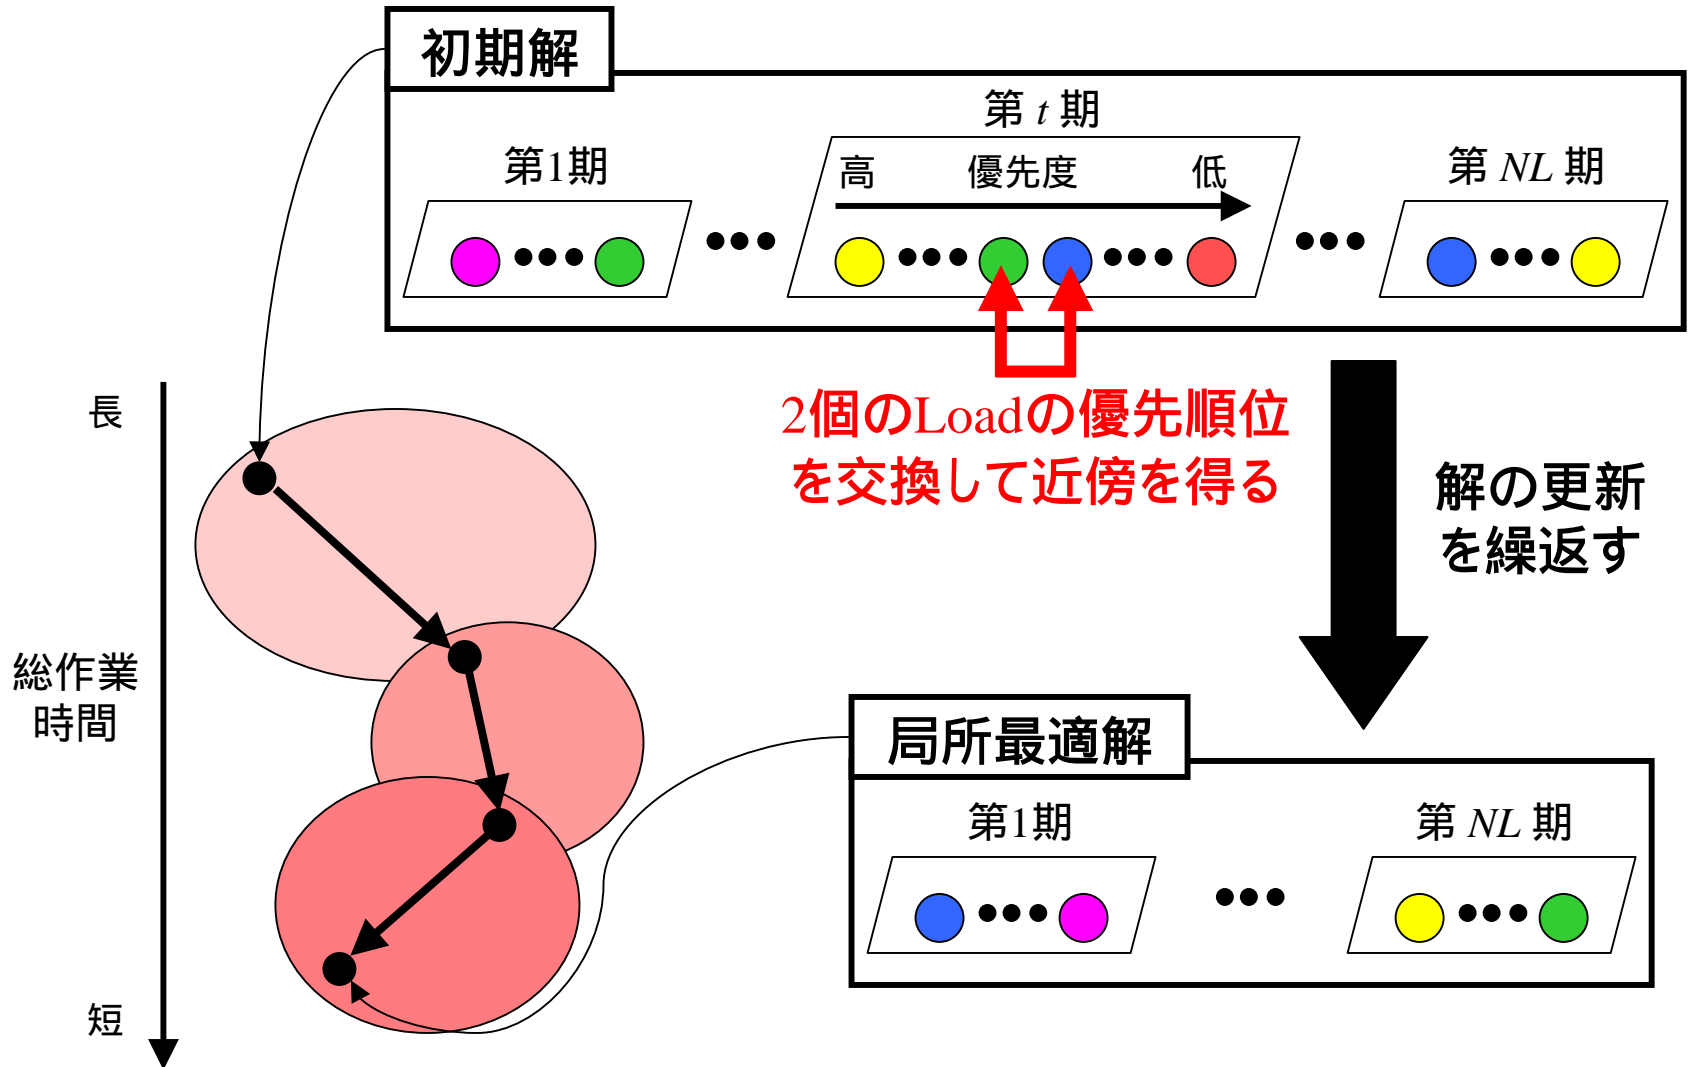 初期解
第 t 期
第1期
高 優先度 低
第 NL 期
2個のLoadの優先順位
を交換して近傍を得る
長
解の更新
を繰返す
総作業
時間
局所最適解
第1期
第 NL 期
短